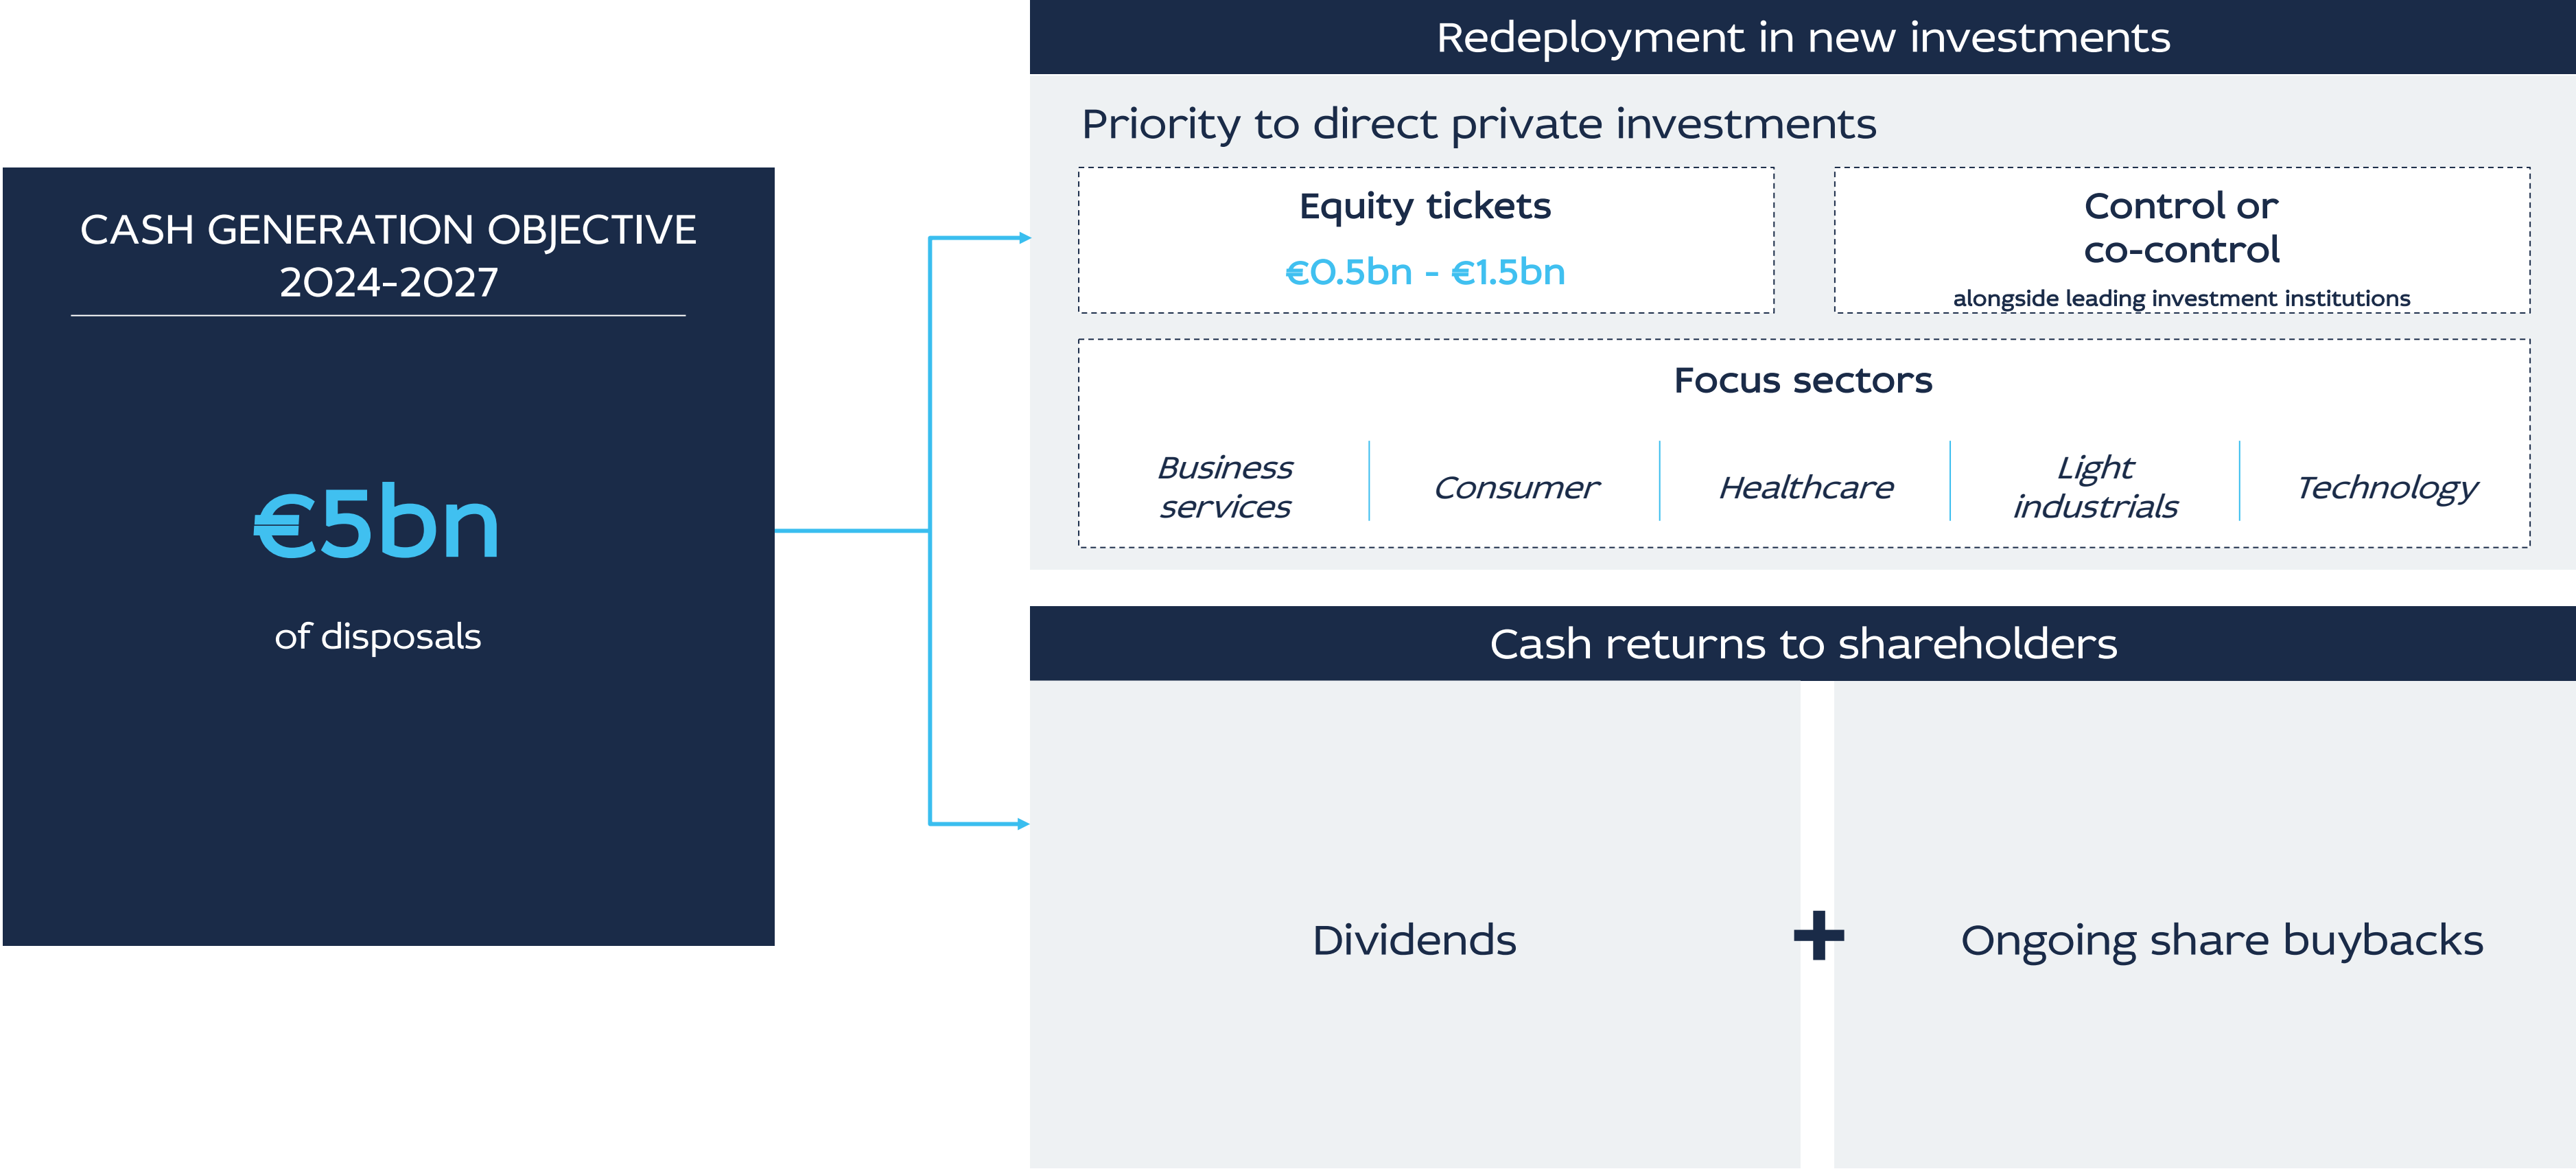 CASH GENERATION OBJECTIVE
2024-2027
€5bn
of disposals
Redeployment in new investments
Priority to direct private investments
Equity tickets
€0.5bn - €1.5bn
Control or
co-control
alongside leading investment institutions
Focus sectors
Business
services
Consumer
Healthcare
Light
industrials
Technology
Cash returns to shareholders
Dividends
+
Ongoing share buybacks